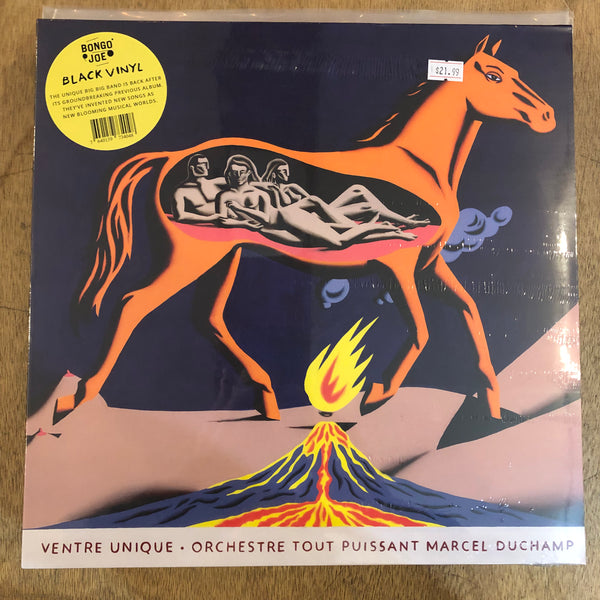 BONGO
JOE
BLACK VINYL
THE UNIQUE BIG BIG BAND IS BACK AFTER
ITS GROUNDBREAKING PREVIOUS ALBUM.
THEY'VE INVENTED NEW SONGS AS
NEW BLOOMING MUSICAL WORLDS.
$21.99
VENTRE UNIQUE • ORCHESTRE TOUT PUISSANT MARCEL DUCHAMP